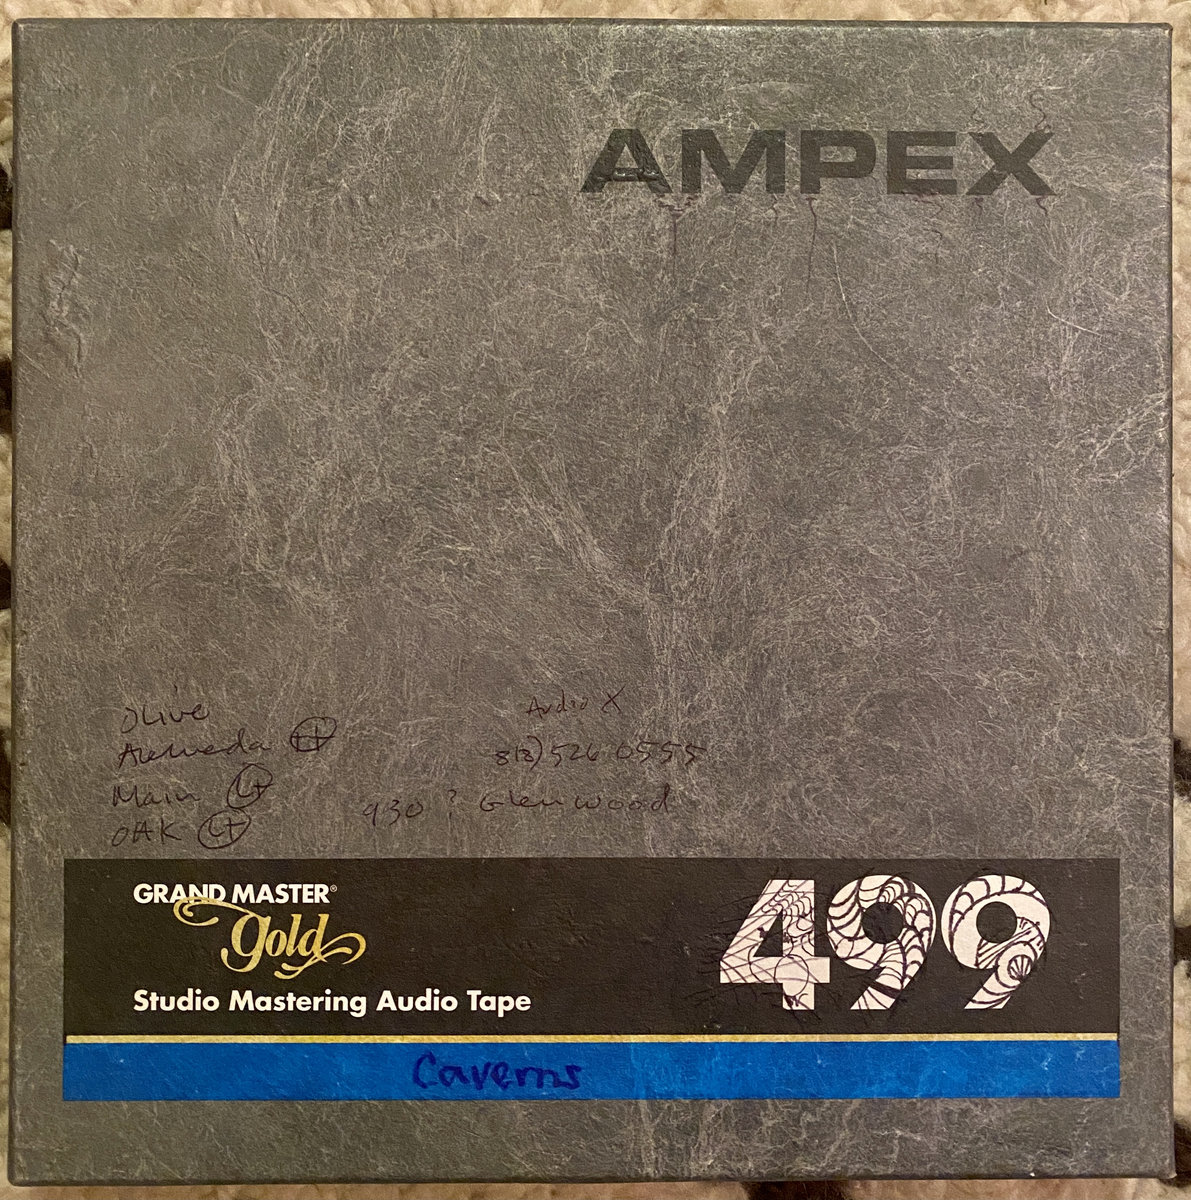 AMPEX
Olive
Alameda
Main
OAK
Audio X
818) 526 0555
930 ? Glenwood
GRAND MASTER®
gold
Studio Mastering Audio Tape
499
Caverns